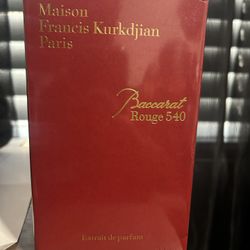 Maison
Francis Kurkdjian
Paris
Baccarat
Rouge 540
Extrait de parfum